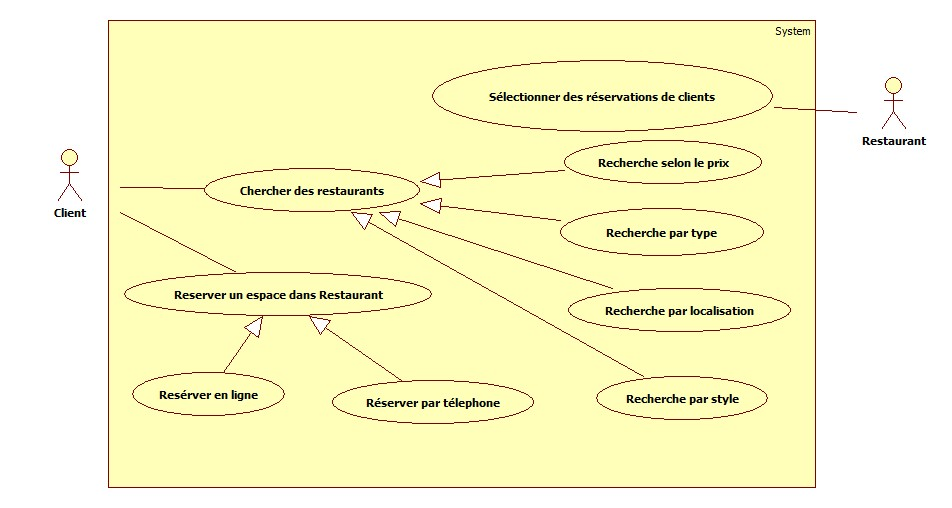 System
Sélectionner des réservations de clients
Restaurant
Recherche selon le prix
Chercher des restaurants
Client
Recherche par type
Reserver un espace dans Restaurant
Recherche par localisation
Resérver en ligne
Réserver par télephone
Recherche par style